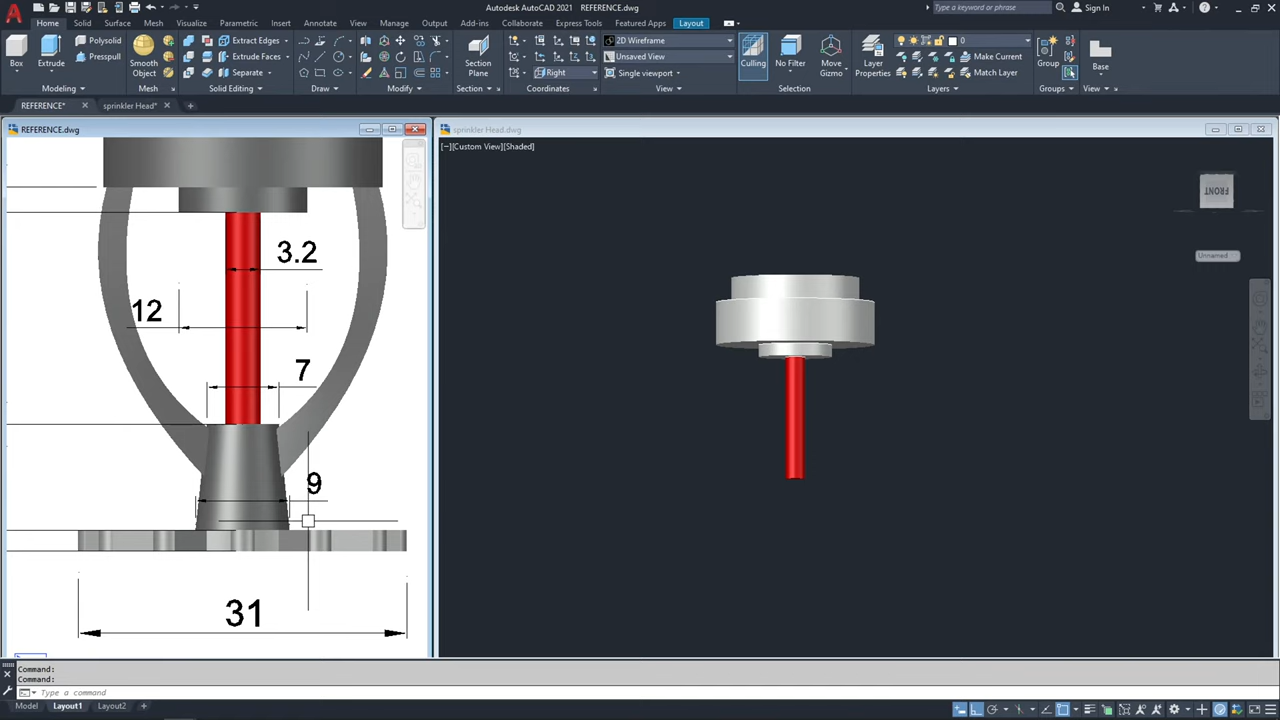 Autodesk AutoCAD 2021 REFERENCE.dwg
Type a keyword or phrase
Sign In
Home Solid Surface Mesh Visualize Parametric Insert Annotate View Manage Output Add-ins Collaborate Express Tools Featured Apps Layout
Polysolid
Presspull
Box
Extrude
Smooth
Object
Extract Edges
Extrude Faces
Separate
Section
Plane
Right
2D Wireframe
Unsaved View
Single viewport
Culling
No Filter
Move
Gizmo
Layer
Properties
0
Make Current
Match Layer
Group
Base
Modeling Mesh Solid Editing Draw Modify Section Coordinates View Selection Layers Groups View
REFERENCE* sprinkler Head*
REFERENCE.dwg
sprinkler Head.dwg
[−][Custom View][Shaded]
FRONT
Unnamed
3.2
12
7
9
31
Command:
Command:
Type a command
Model Layout1 Layout2